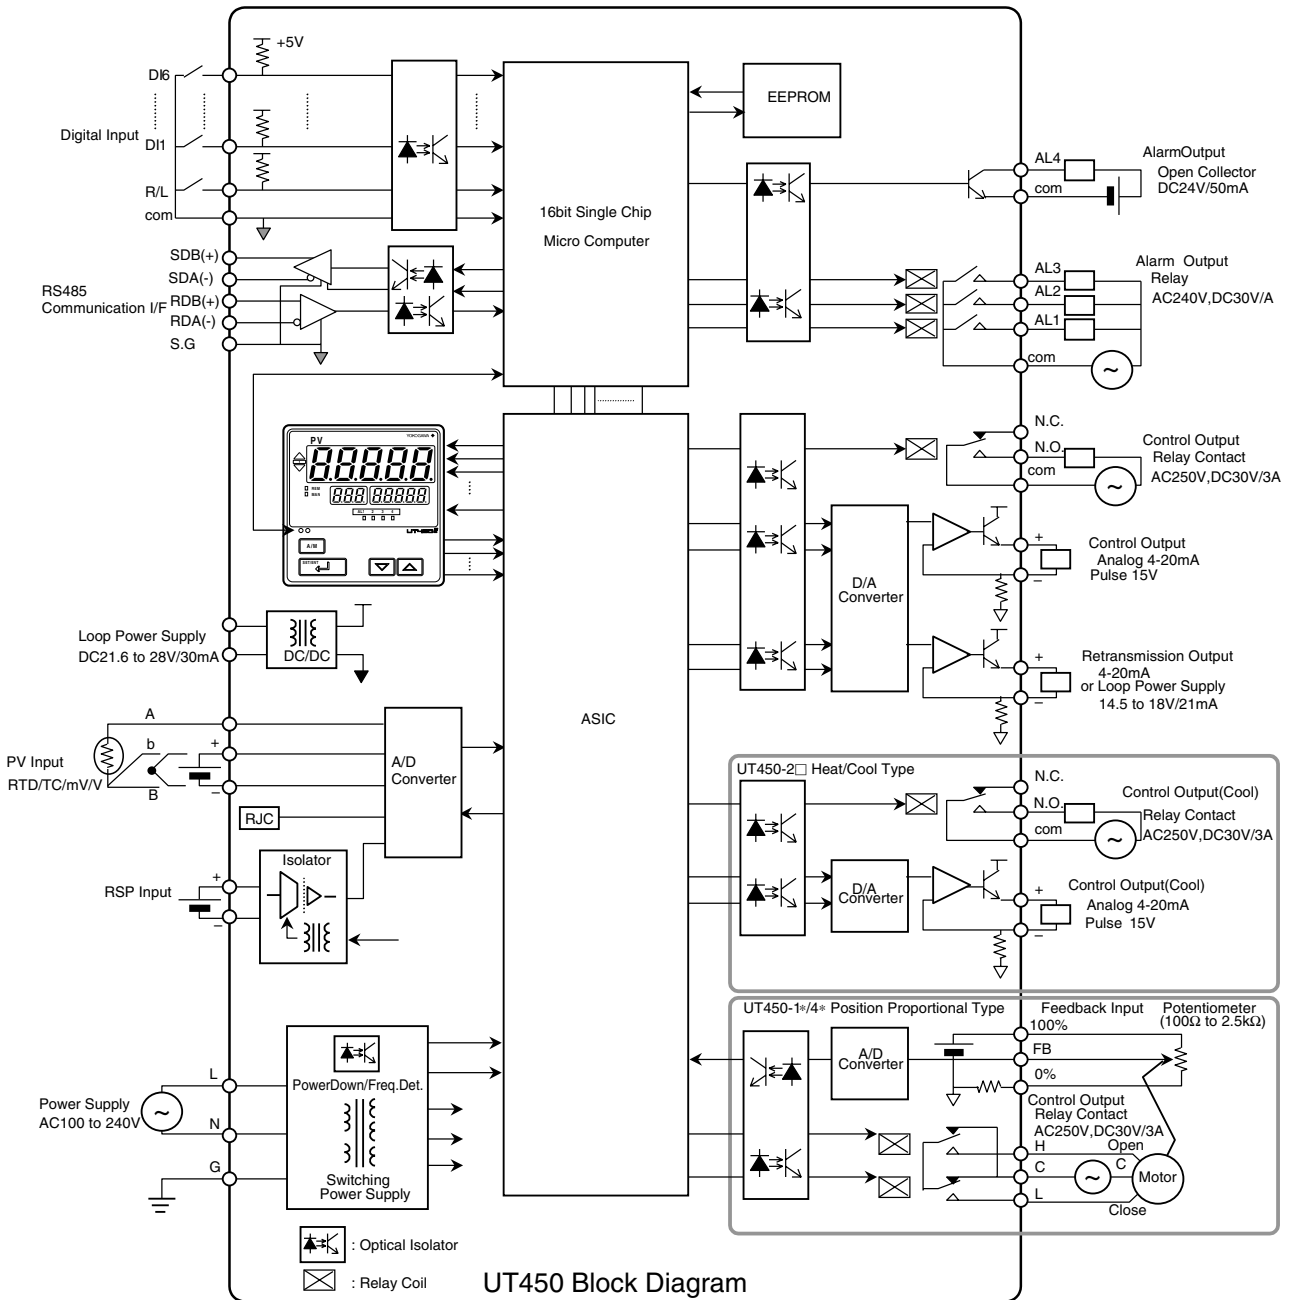 +5V
DI6
Digital Input
DI1
R/L
com
SDB(+)
SDA(-)
RS485
Communication I/F
RDB(+)
RDA(-)
S.G
16bit Single Chip
Micro Computer
EEPROM
AL4
com
AlarmOutput
Open Collector
DC24V/50mA
AL3
AL2
AL1
com
Alarm Output
Relay
AC240V,DC30V/A
PV
YOKOGAWA
REM
MAN
AL1 2 3 4
A/M
SET/ENT
N.C.
N.O.
com
Control Output
Relay Contact
AC250V,DC30V/3A
D/A
Converter
+
–
Control Output
Analog 4-20mA
Pulse 15V
+
–
Retransmission Output
4-20mA
or Loop Power Supply
14.5 to 18V/21mA
Loop Power Supply
DC21.6 to 28V/30mA
DC/DC
ASIC
PV Input
RTD/TC/mV/V
A
b
B
+
–
A/D
Converter
RJC
Isolator
RSP Input
+
–
UT450-2□ Heat/Cool Type
N.C.
N.O.
com
Control Output(Cool)
Relay Contact
AC250V,DC30V/3A
D/A
Converter
+
–
Control Output(Cool)
Analog 4-20mA
Pulse 15V
UT450-1*/4* Position Proportional Type
Feedback Input
Potentiometer
(100Ω to 2.5kΩ)
100%
FB
0%
A/D
Converter
Control Output
Relay Contact
AC250V,DC30V/3A
H
Open
C
C
Motor
L
Close
Power Supply
AC100 to 240V
L
N
G
PowerDown/Freq.Det.
Switching
Power Supply
: Optical Isolator
: Relay Coil
UT450 Block Diagram